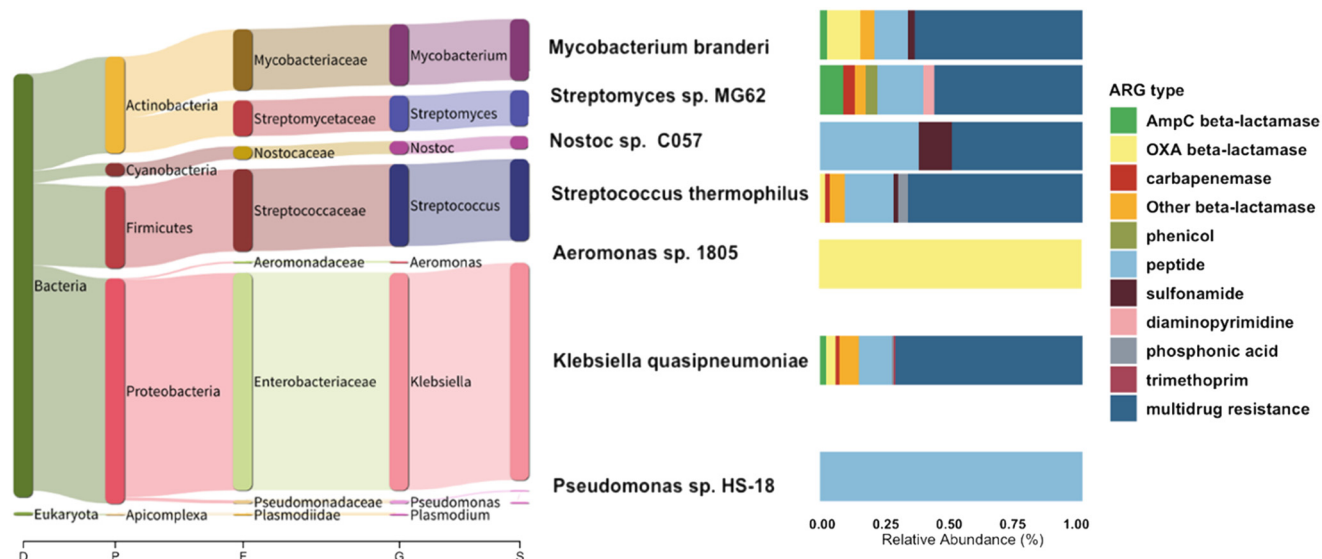 Mycobacteriaceae
Mycobacterium
Mycobacterium branderi
Actinobacteria
Streptomycetaceae
Streptomyces
Streptomyces sp. MG62
Cyanobacteria
Nostocaceae
Nostoc
Nostoc sp. C057
Firmicutes
Streptococcaceae
Streptococcus
Streptococcus thermophilus
Bacteria
Aeromonadaceae
Aeromonas
Aeromonas sp. 1805
Proteobacteria
Enterobacteriaceae
Klebsiella
Klebsiella quasipneumoniae
Pseudomonadaceae
Pseudomonas
Pseudomonas sp. HS-18
Eukaryota
Apicomplexa
Plasmodiidae
Plasmodium
D P F G S
0.00 0.25 0.50 0.75 1.00
Relative Abundance (%)
ARG type
AmpC beta-lactamase
OXA beta-lactamase
carbapenemase
Other beta-lactamase
phenicol
peptide
sulfonamide
diaminopyrimidine
phosphonic acid
trimethoprim
multidrug resistance